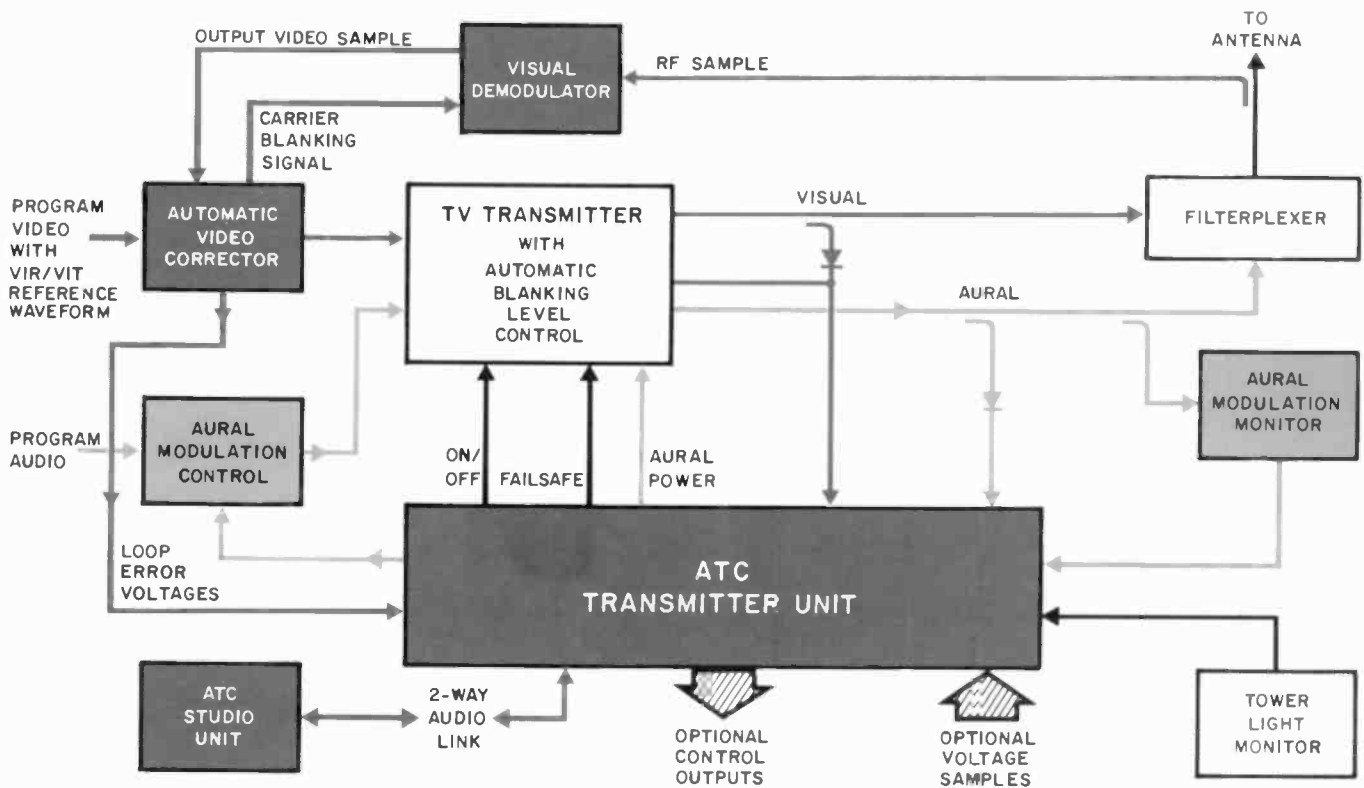 TO
ANTENNA
OUTPUT VIDEO SAMPLE
VISUAL
DEMODULATOR
RF SAMPLE
CARRIER
BLANKING
SIGNAL
PROGRAM
VIDEO
WITH
VIR/VIT
REFERENCE
WAVEFORM
AUTOMATIC
VIDEO
CORRECTOR
TV TRANSMITTER
WITH
AUTOMATIC
BLANKING
LEVEL
CONTROL
VISUAL
FILTERPLEXER
AURAL
PROGRAM
AUDIO
AURAL
MODULATION
CONTROL
ON/
OFF
FAILSAFE
AURAL
POWER
AURAL
MODULATION
MONITOR
LOOP
ERROR
VOLTAGES
ATC
TRANSMITTER UNIT
ATC
STUDIO
UNIT
2-WAY
AUDIO
LINK
OPTIONAL
CONTROL
OUTPUTS
OPTIONAL
VOLTAGE
SAMPLES
TOWER
LIGHT
MONITOR